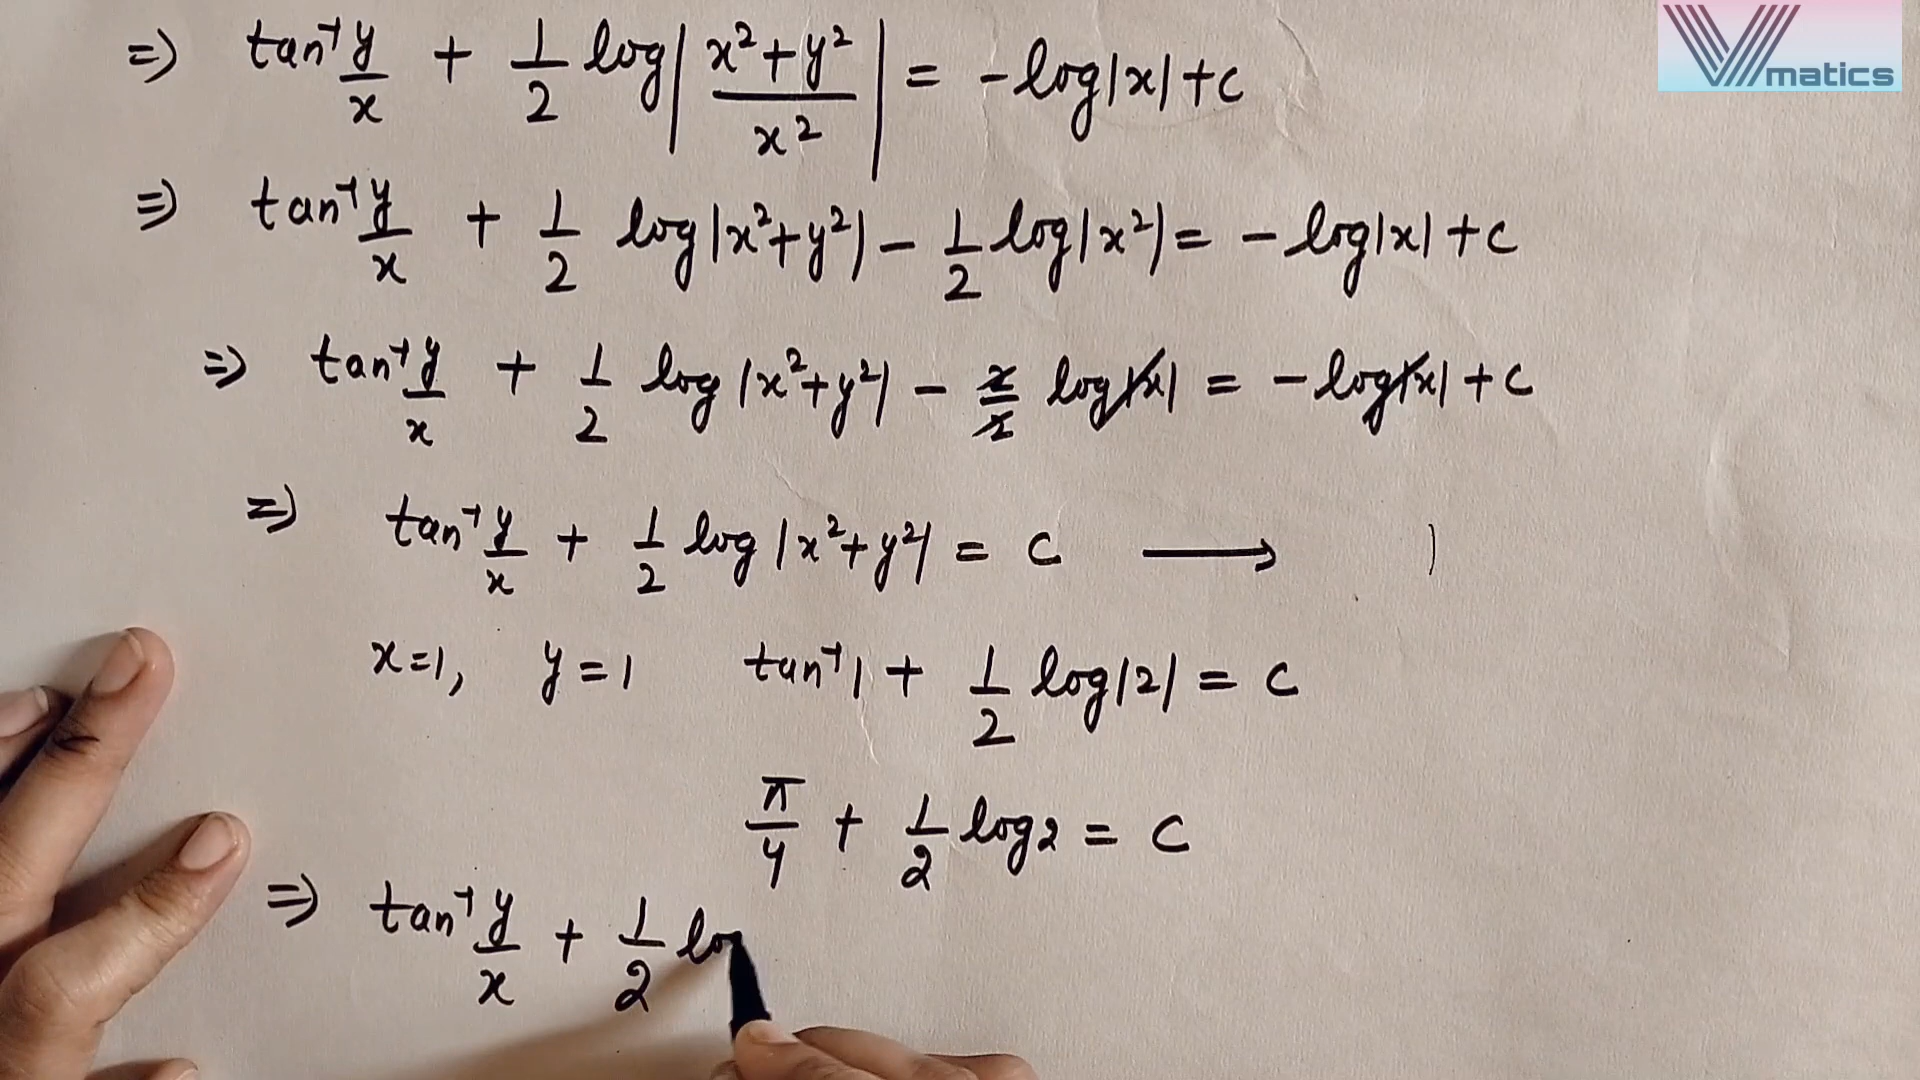 Vmatics
⇒ tan⁻¹ y/x + 1/2 log|(x²+y²)/x²| = -log|x|+c
⇒ tan⁻¹ y/x + 1/2 log|x²+y²| - 1/2 log|x²| = -log|x|+c
⇒ tan⁻¹ y/x + 1/2 log|x²+y²| - 2/2 log|x| = -log|x|+c
⇒ tan⁻¹ y/x + 1/2 log|x²+y²| = c ⟶ 1
x=1, y=1 tan⁻¹1 + 1/2 log|2| = c
π/4 + 1/2 log2 = c
⇒ tan⁻¹ y/x + 1/2 lo